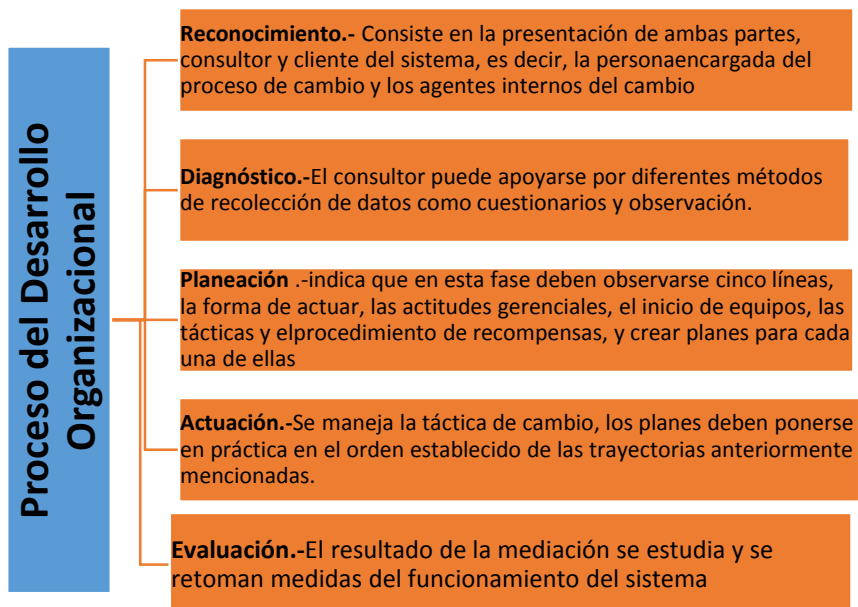 Proceso del Desarrollo
Organizacional
Reconocimiento.- Consiste en la presentación de ambas partes,
consultor y cliente del sistema, es decir, la personaencargada del
proceso de cambio y los agentes internos del cambio
Diagnóstico.-El consultor puede apoyarse por diferentes métodos
de recolección de datos como cuestionarios y observación.
Planeación .-indica que en esta fase deben observarse cinco líneas,
la forma de actuar, las actitudes gerenciales, el inicio de equipos, las
tácticas y elprocedimiento de recompensas, y crear planes para cada
una de ellas
Actuación.-Se maneja la táctica de cambio, los planes deben ponerse
en práctica en el orden establecido de las trayectorias anteriormente
mencionadas.
Evaluación.-El resultado de la mediación se estudia y se
retoman medidas del funcionamiento del sistema